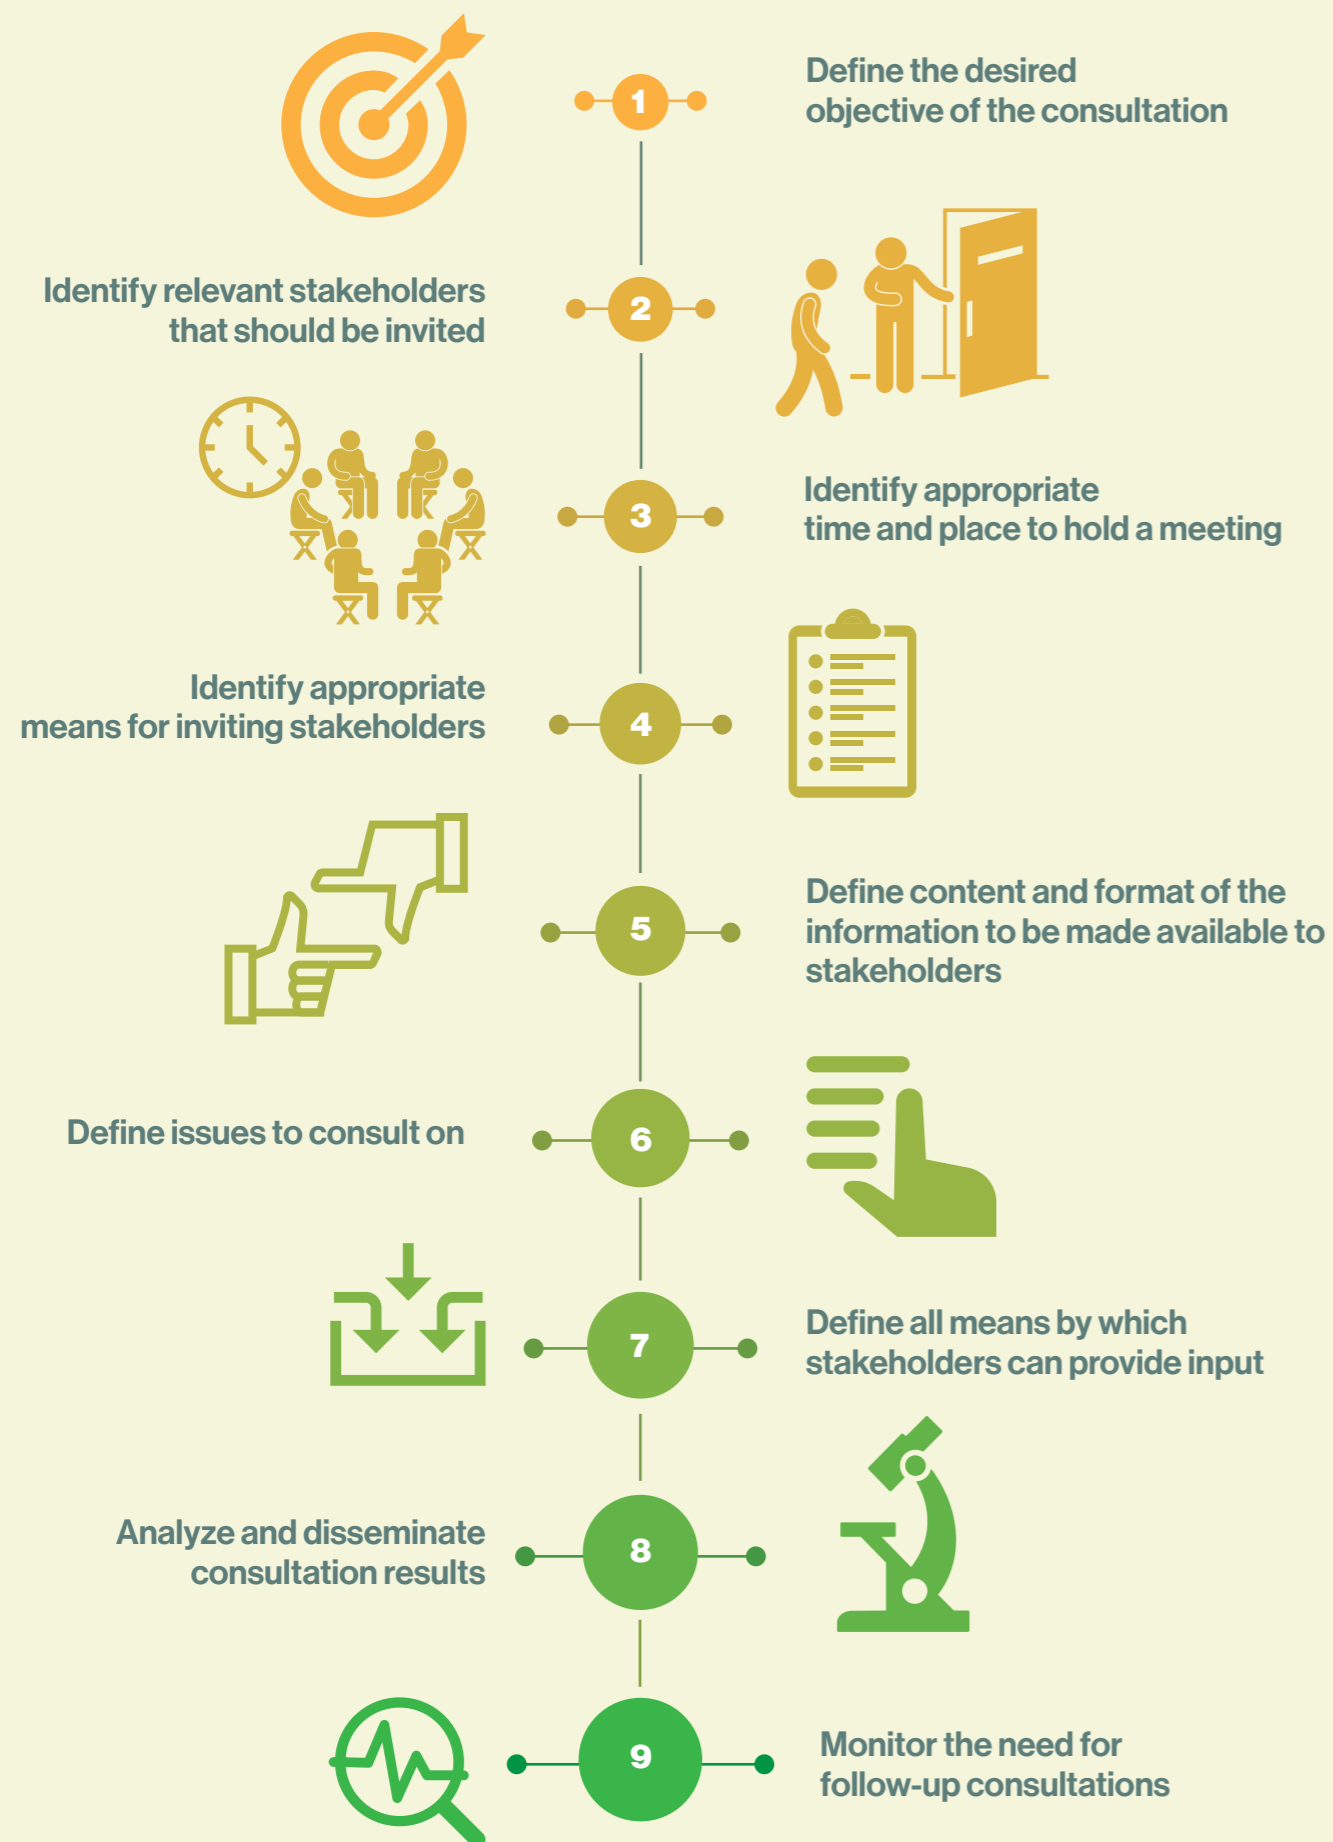 1
Define the desired
objective of the consultation
Identify relevant stakeholders
that should be invited
2
3
Identify appropriate
time and place to hold a meeting
Identify appropriate
means for inviting stakeholders
4
5
Define content and format of the
information to be made available to
stakeholders
Define issues to consult on
6
7
Define all means by which
stakeholders can provide input
Analyze and disseminate
consultation results
8
9
Monitor the need for
follow-up consultations